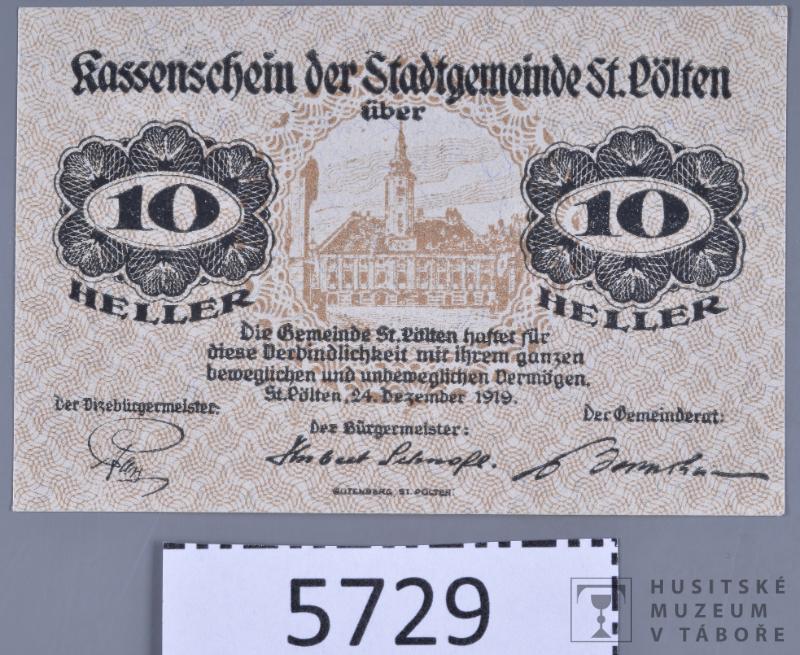 Kassenschein der Stadtgemeinde St. Pölten
über
10 10
HELLER HELLER
Die Gemeinde St. Pölten haftet für
diese Verbindlichkeit mit ihrem ganzen
beweglichen und unbeweglichen Vermögen.
St. Pölten, 24. Dezember 1919.
Der Vizebürgermeister:
Der Bürgermeister:
Der Gemeinderat:
Hubert Schnofl.
GUTENBERG, ST. PÖLTEN
5729
HUSITSKÉ
MUZEUM
V TÁBOŘE